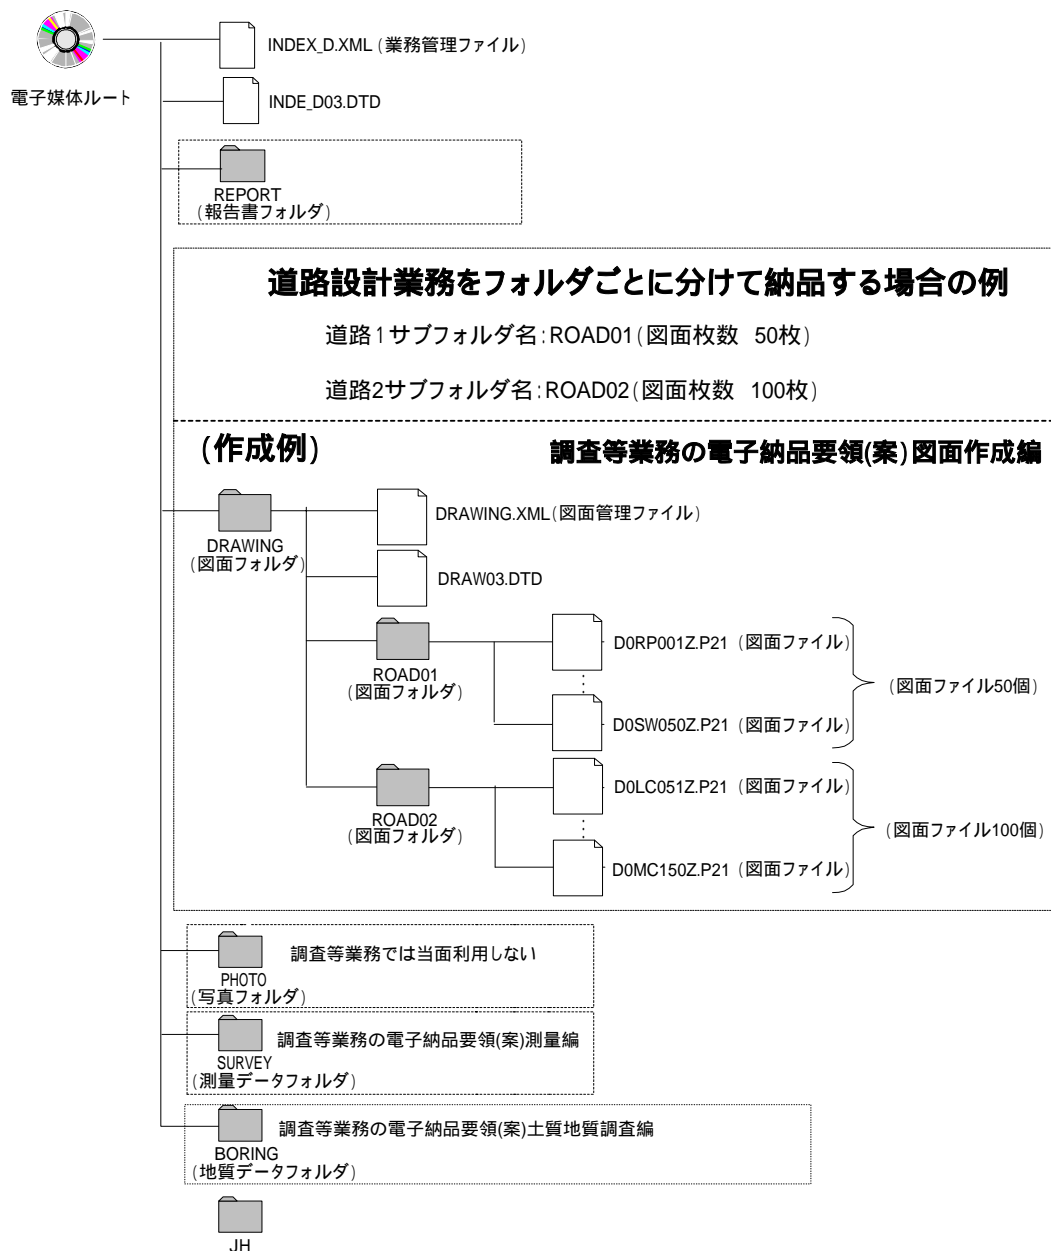 INDEX_D.XML (業務管理ファイル)
電子媒体ルート
INDE_D03.DTD
REPORT
(報告書フォルダ)
道路設計業務をフォルダごとに分けて納品する場合の例
道路1サブフォルダ名:ROAD01(図面枚数 50枚)
道路2サブフォルダ名:ROAD02(図面枚数 100枚)
(作成例)
調査等業務の電子納品要領(案)図面作成編
DRAWING.XML(図面管理ファイル)
DRAWING
(図面フォルダ)
DRAW03.DTD
D0RP001Z.P21 (図面ファイル)
ROAD01
(図面フォルダ)
(図面ファイル50個)
D0SW050Z.P21 (図面ファイル)
D0LC051Z.P21 (図面ファイル)
ROAD02
(図面フォルダ)
(図面ファイル100個)
D0MC150Z.P21 (図面ファイル)
調査等業務では当面利用しない
PHOTO
(写真フォルダ)
調査等業務の電子納品要領(案)測量編
SURVEY
(測量データフォルダ)
調査等業務の電子納品要領(案)土質地質調査編
BORING
(地質データフォルダ)
JH